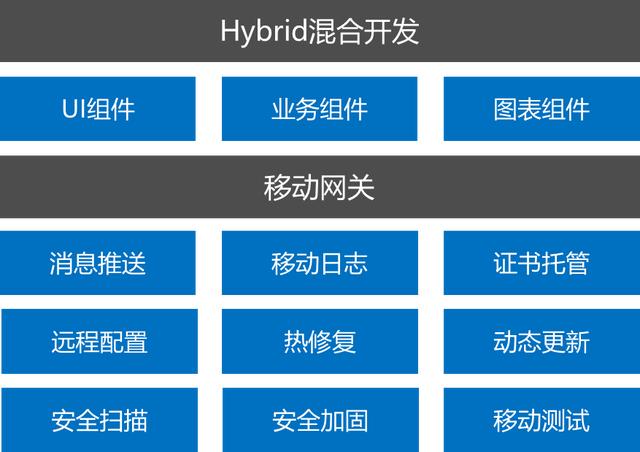 Hybrid混合开发
UI组件 业务组件 图表组件
移动网关
消息推送 移动日志 证书托管
远程配置 热修复 动态更新
安全扫描 安全加固 移动测试